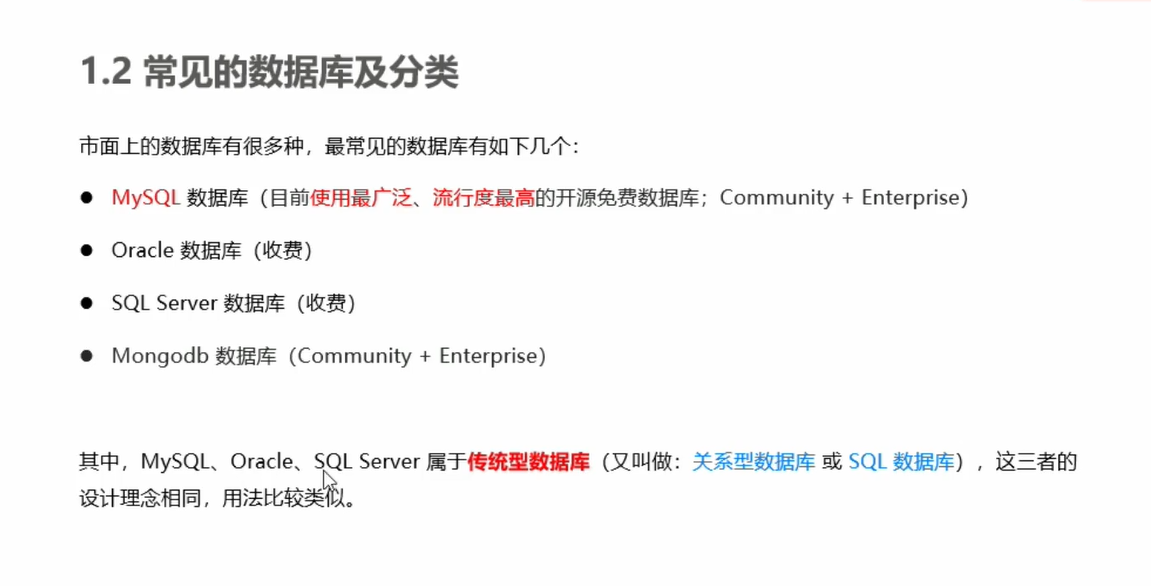 1.2 常见的数据库及分类
市面上的数据库有很多种，最常见的数据库有如下几个：
● MySQL 数据库（目前使用最广泛、流行度最高的开源免费数据库；Community + Enterprise）
● Oracle 数据库（收费）
● SQL Server 数据库（收费）
● Mongodb 数据库（Community + Enterprise）
其中，MySQL、Oracle、SQL Server 属于传统型数据库（又叫做：关系型数据库 或 SQL 数据库），这三者的
设计理念相同，用法比较类似。